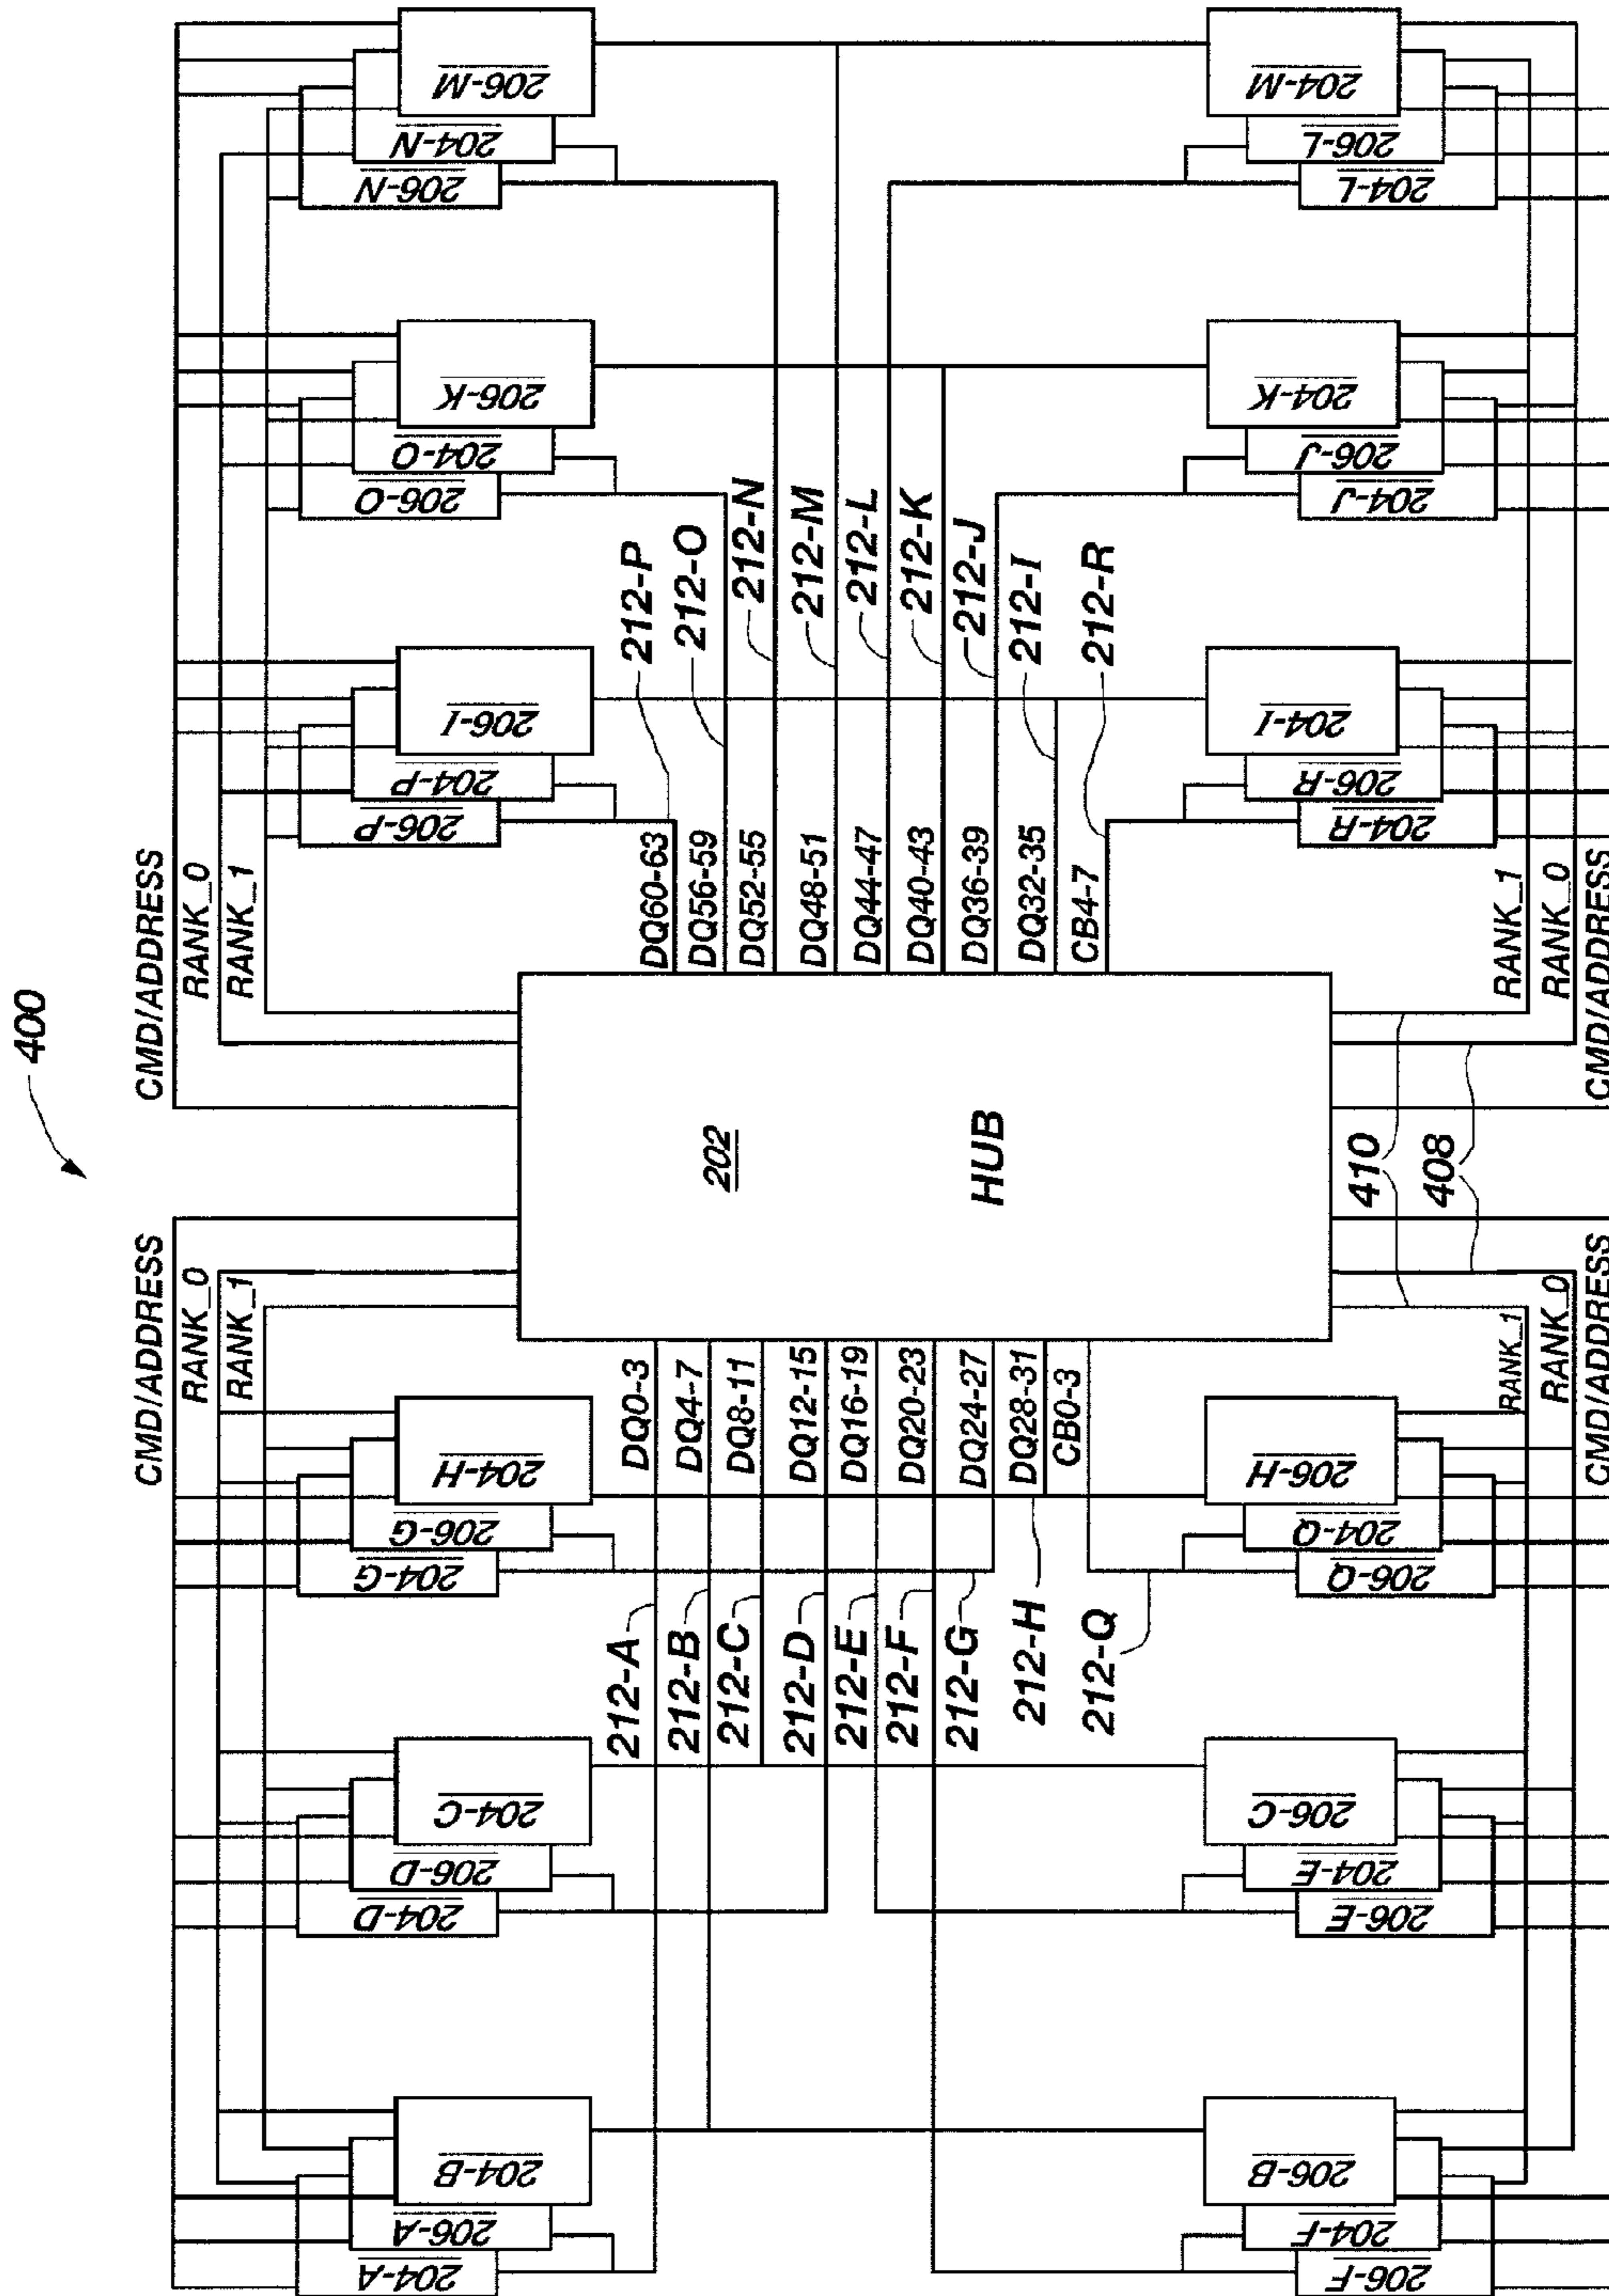 400
CMD/ADDRESS
RANK_0
RANK_1
CMD/ADDRESS
RANK_0
RANK_1
204-A
206-A
204-B
204-D
206-D
204-C
204-G
206-G
204-H
206-P
204-P
206-I
206-O
204-O
206-K
206-N
204-N
206-M
212-A
212-B
212-C
212-D
212-E
212-F
212-G
212-H
212-Q
DQ0-3
DQ4-7
DQ8-11
DQ12-15
DQ16-19
DQ20-23
DQ24-27
DQ28-31
CB0-3
202
HUB
DQ60-63
DQ56-59
DQ52-55
DQ48-51
DQ44-47
DQ40-43
DQ36-39
DQ32-35
CB4-7
212-P
212-O
212-N
212-M
212-L
212-K
212-J
212-I
212-R
206-F
204-F
206-B
206-E
204-E
206-C
206-Q
204-Q
206-H
204-R
206-R
204-I
204-J
206-J
204-K
204-L
206-L
204-M
410
408
RANK_1
RANK_0
CMD/ADDRESS
RANK_1
RANK_0
CMD/ADDRESS